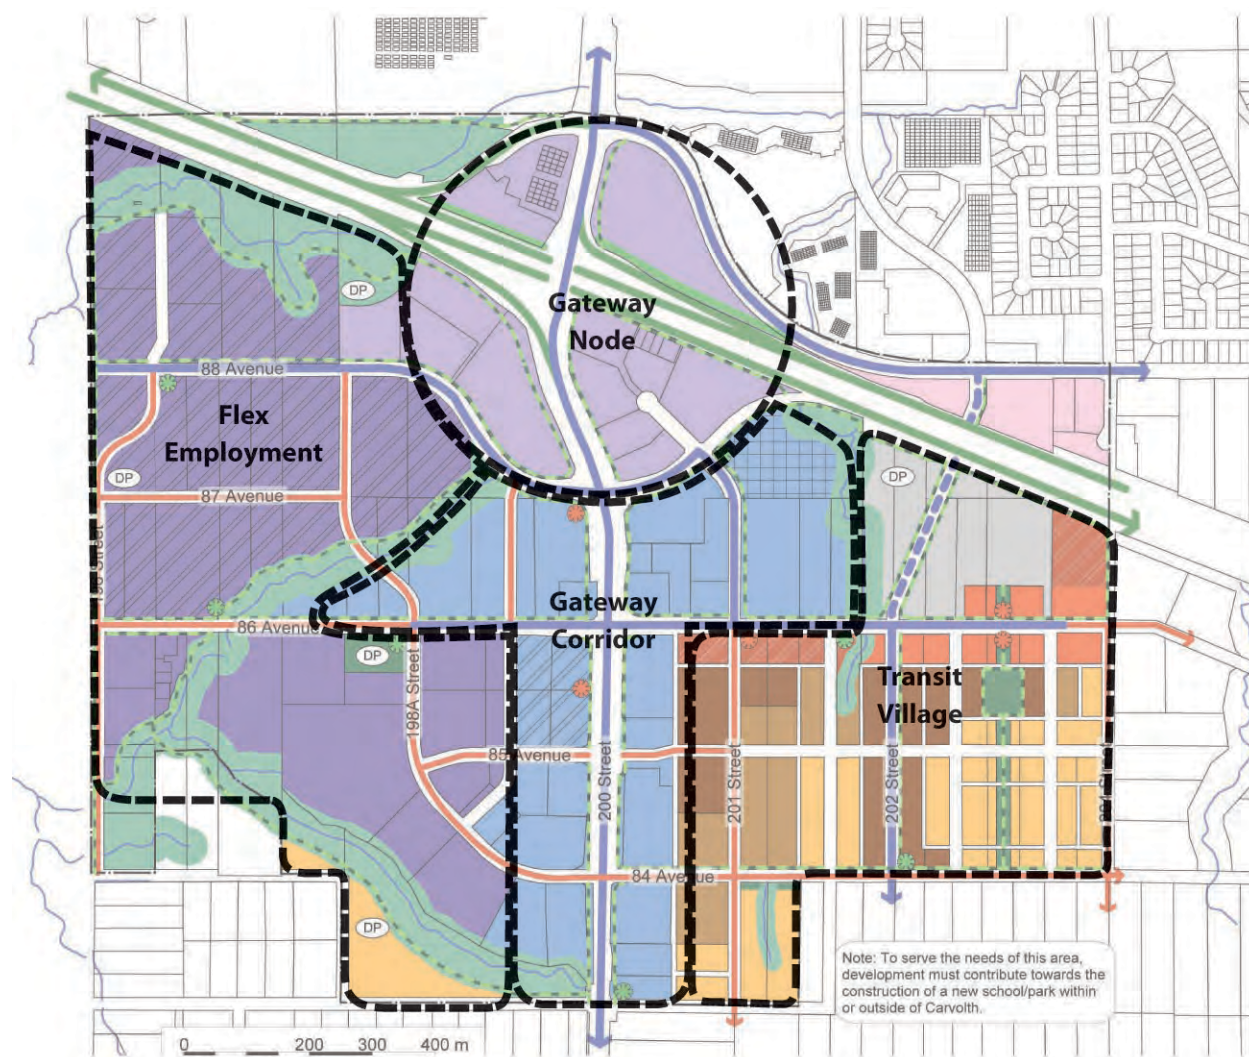 Gateway
Node
DP
88 Avenue
Flex
Employment
DP
DP
87 Avenue
196 Street
Gateway
Corridor
86 Avenue
DP
Transit
Village
198A Street
85 Avenue
200 Street
201 Street
202 Street
84 Avenue
DP
Note: To serve the needs of this area,
development must contribute towards the
construction of a new school/park within
or outside of Carvolth.
0 200 300 400 m